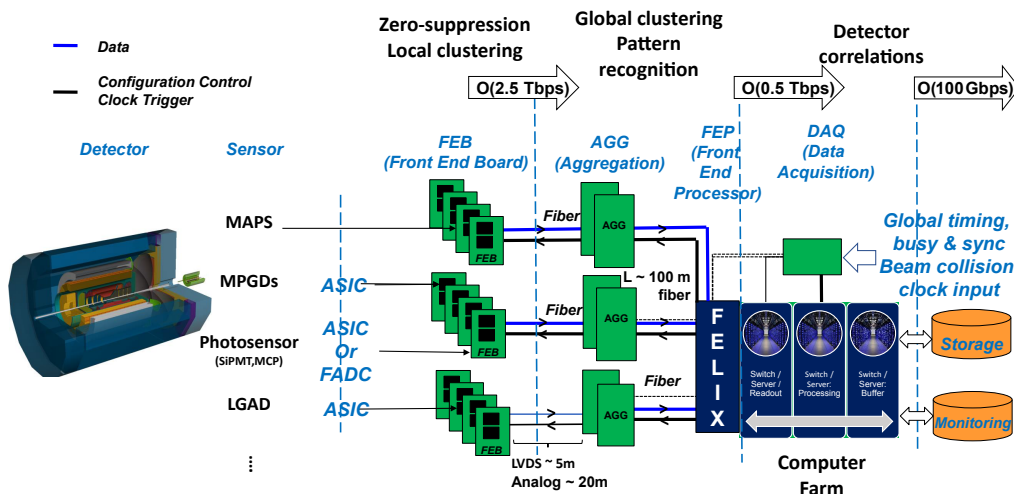 Zero-suppression
Local clustering
Global clustering
Pattern
recognition
Detector
correlations
Data
Configuration Control
Clock Trigger
O(2.5 Tbps)
O(0.5 Tbps)
O(100 Gbps)
Detector
Sensor
FEB
(Front End Board)
AGG
(Aggregation)
FEP
(Front
End
Processor)
DAQ
(Data
Acquisition)
MAPS
MPGDs
Photosensor
(SiPMT,MCP)
LGAD
....
ASIC
ASIC
Or
FADC
ASIC
FEB
FEB
FEB
Fiber
Fiber
Fiber
AGG
AGG
AGG
L ~ 100 m
fiber
LVDS ~ 5m
Analog ~ 20m
FELIX
Global timing,
busy & sync
Beam collision
clock input
Switch /
Server
/ Readout
Switch /
Server:
Processing
Switch /
Server:
Buffer
Storage
Monitoring
Computer
Farm